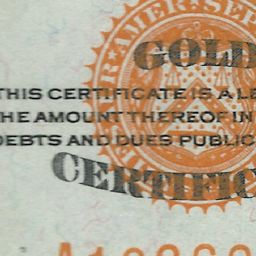 GOLD
THIS CERTIFICATE IS A LE
HE AMOUNT THEREOF IN
DEBTS AND DUES PUBLIC
CERTIFIC